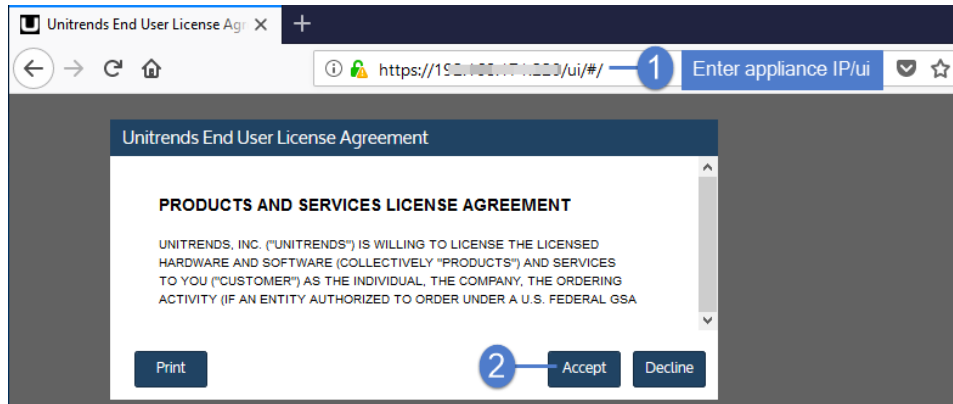 Unitrends End User License Agr
https://19 /ui/#/
1
Enter appliance IP/ui
Unitrends End User License Agreement
PRODUCTS AND SERVICES LICENSE AGREEMENT
UNITRENDS, INC. ("UNITRENDS") IS WILLING TO LICENSE THE LICENSED
HARDWARE AND SOFTWARE (COLLECTIVELY "PRODUCTS") AND SERVICES
TO YOU ("CUSTOMER") AS THE INDIVIDUAL, THE COMPANY, THE ORDERING
ACTIVITY (IF AN ENTITY AUTHORIZED TO ORDER UNDER A U.S. FEDERAL GSA
Print
2
Accept
Decline